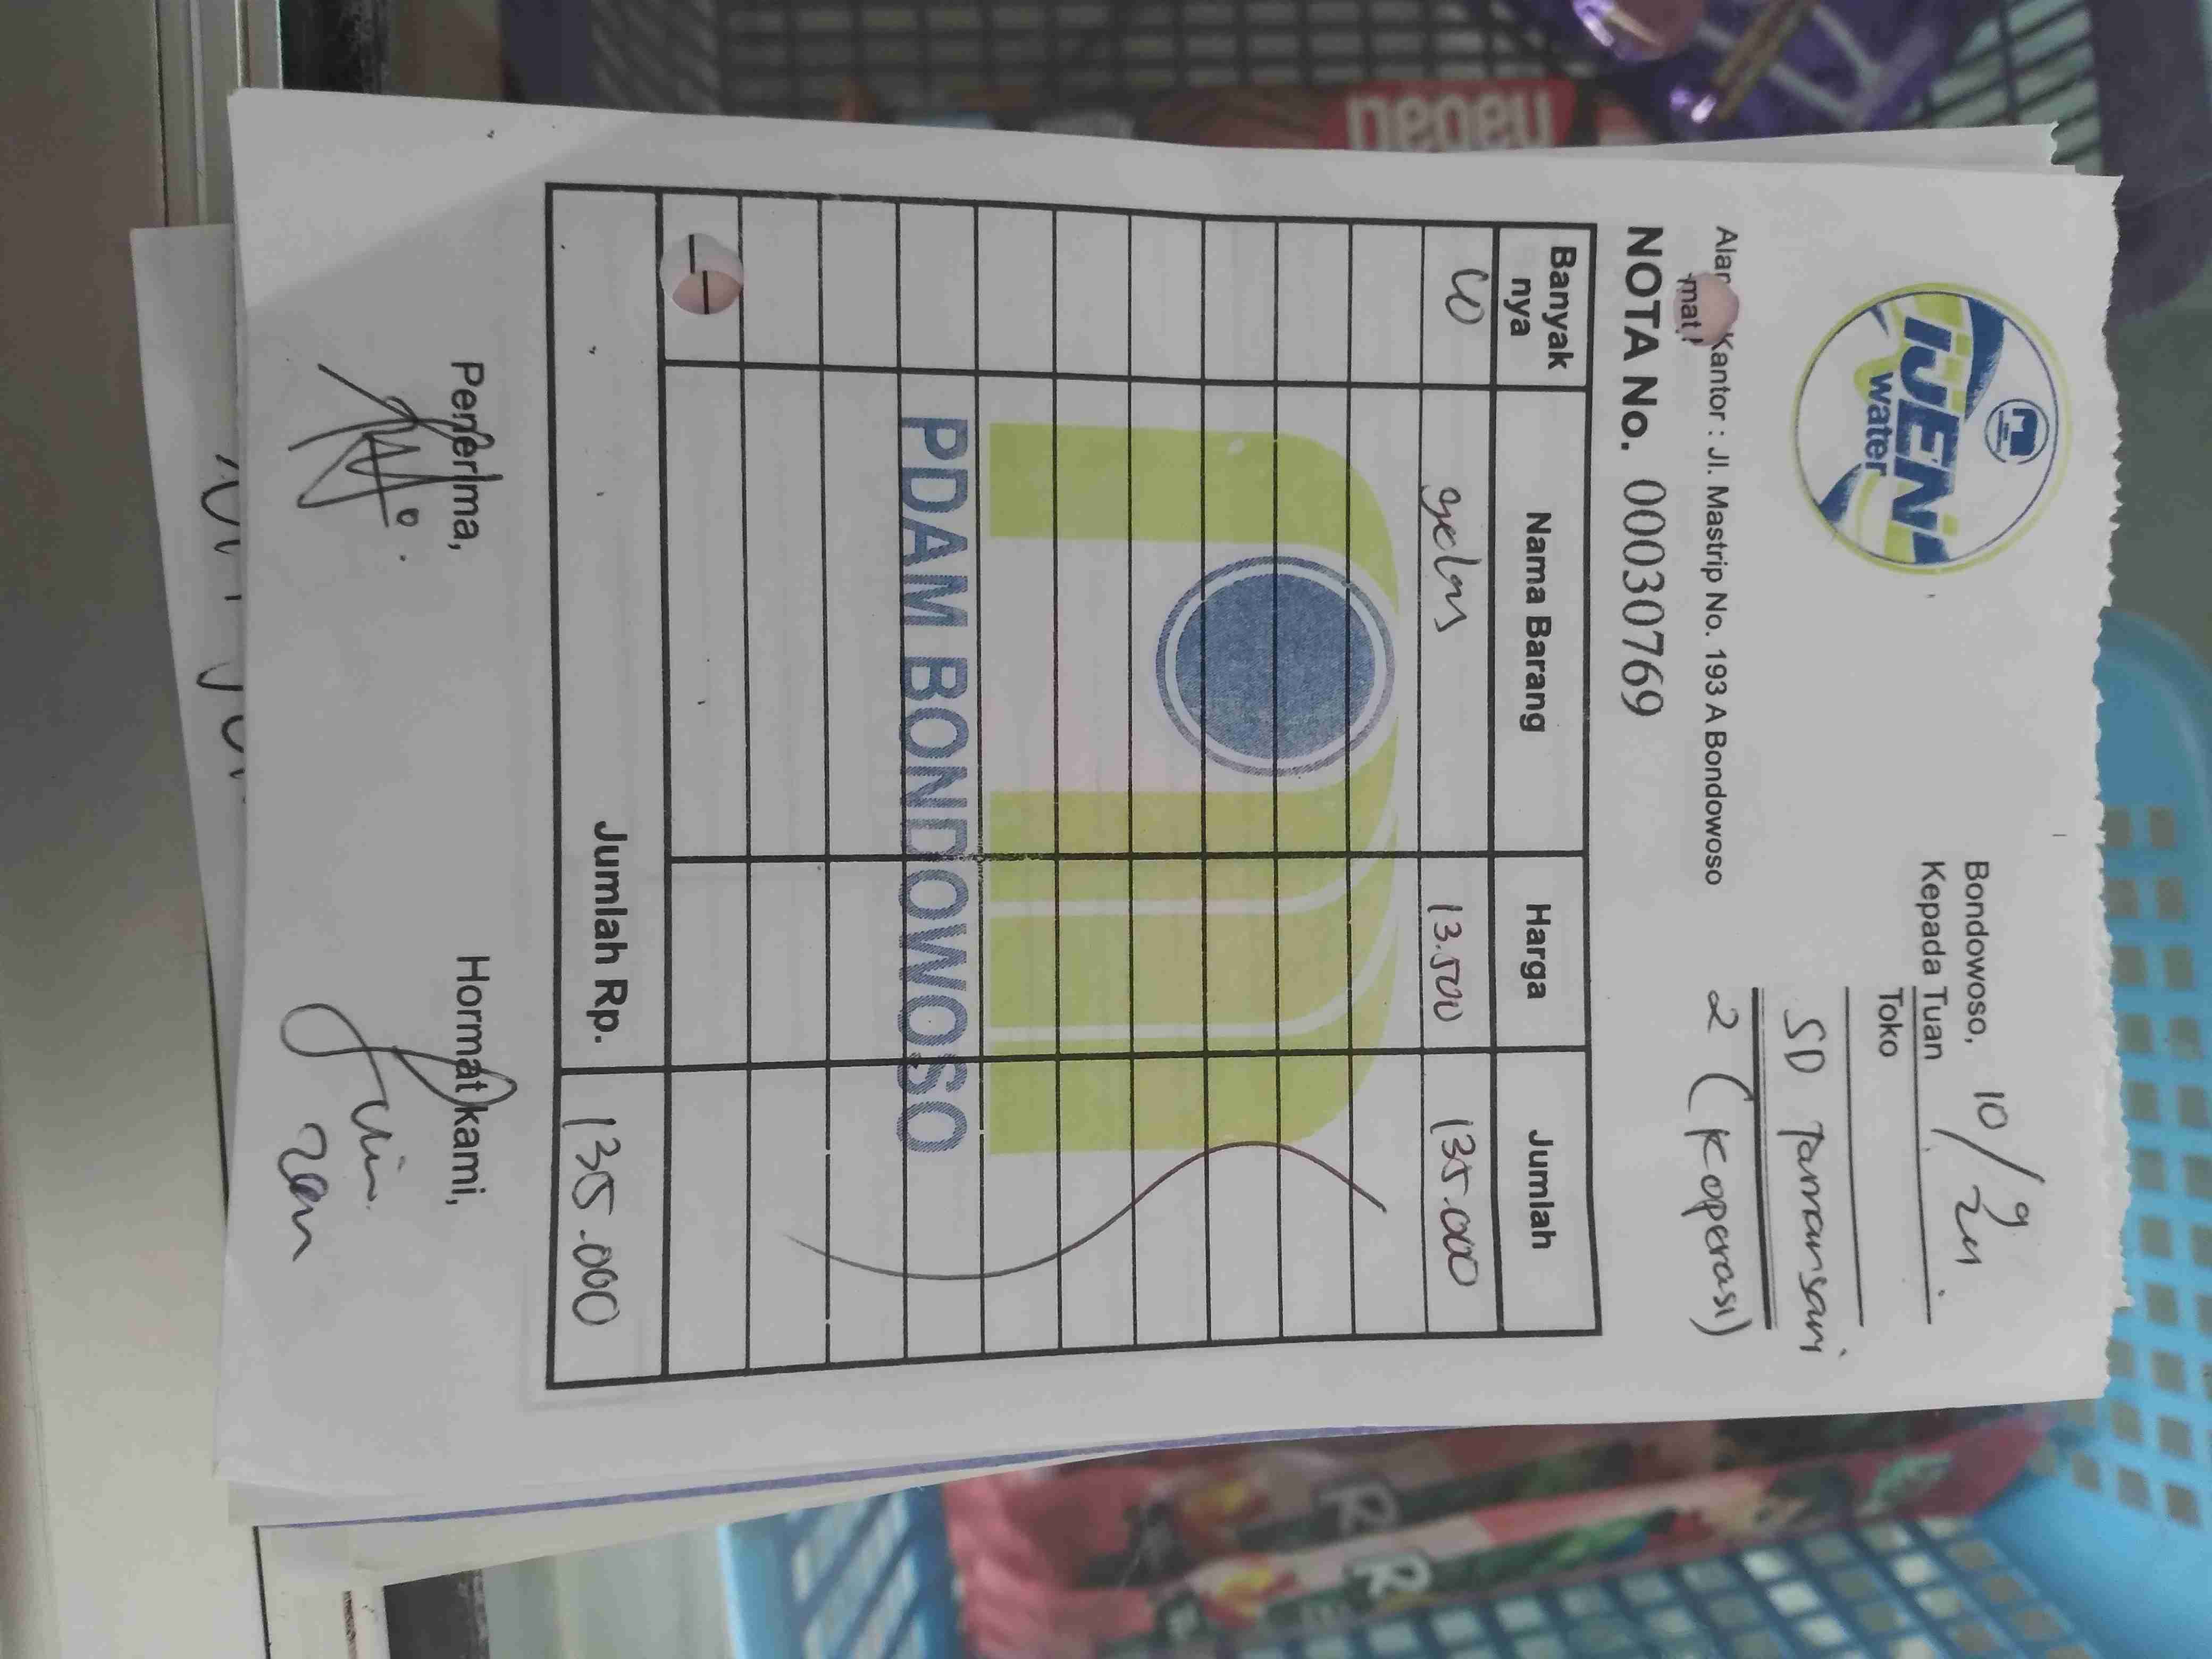 IJEN
water
Bondowoso, 10/9
Kepada Tuan
Toko
SD Tamansari
2 (Koperasi)
Alamat! Kantor : Jl. Mastrip No. 193 A Bondowoso
NOTA No. 00030769
Banyak nya Nama Barang Harga Jumlah
gelas 13.500 135.000
PDAM BONDOWOSO
Jumlah Rp. 135.000
Penerima, Hormat kami,
nabati